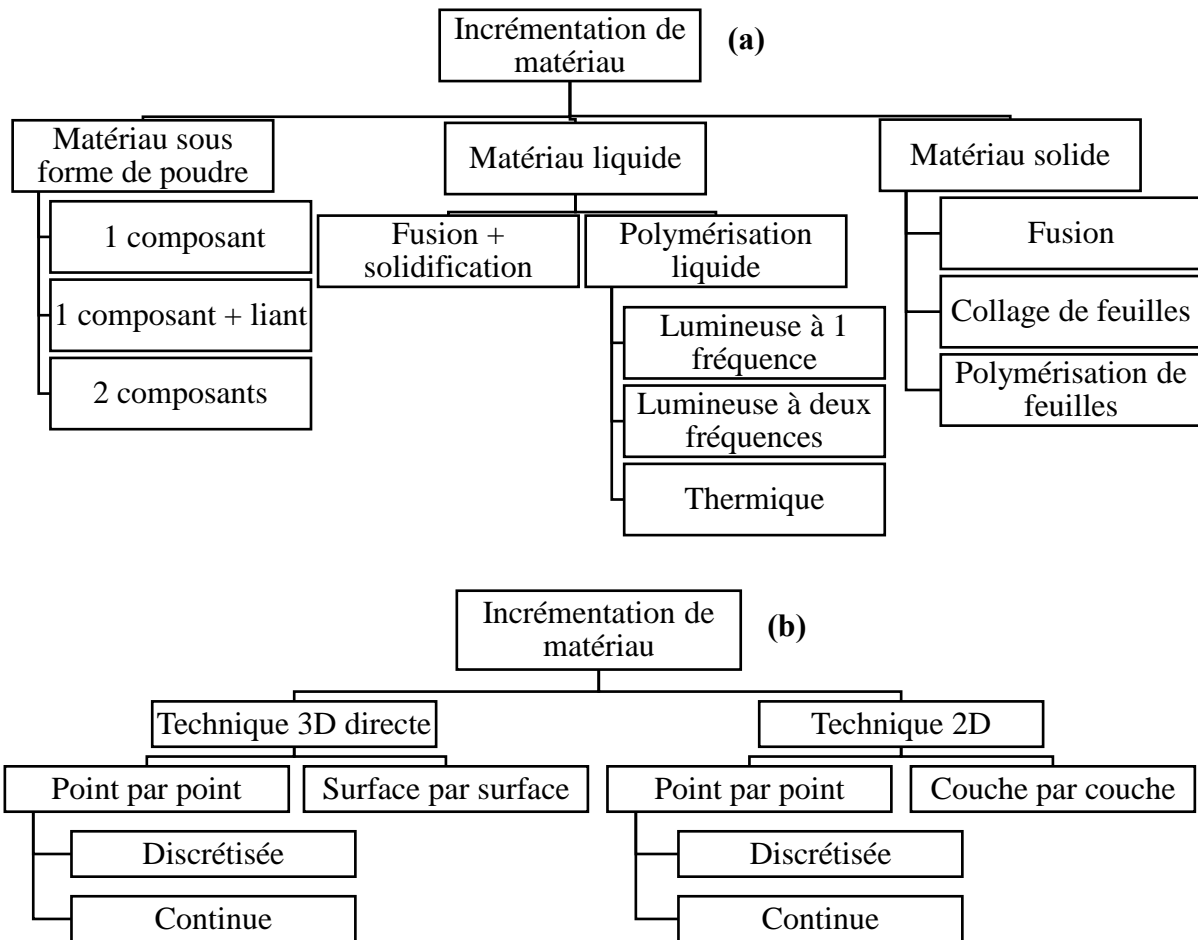 Incrémentation de
matériau
(a)
Matériau sous
forme de poudre
1 composant
1 composant + liant
2 composants
Matériau liquide
Fusion +
solidification
Polymérisation
liquide
Lumineuse à 1
fréquence
Lumineuse à deux
fréquences
Thermique
Matériau solide
Fusion
Collage de feuilles
Polymérisation de
feuilles
Incrémentation de
matériau
(b)
Technique 3D directe
Point par point
Discrétisée
Continue
Surface par surface
Technique 2D
Point par point
Discrétisée
Continue
Couche par couche